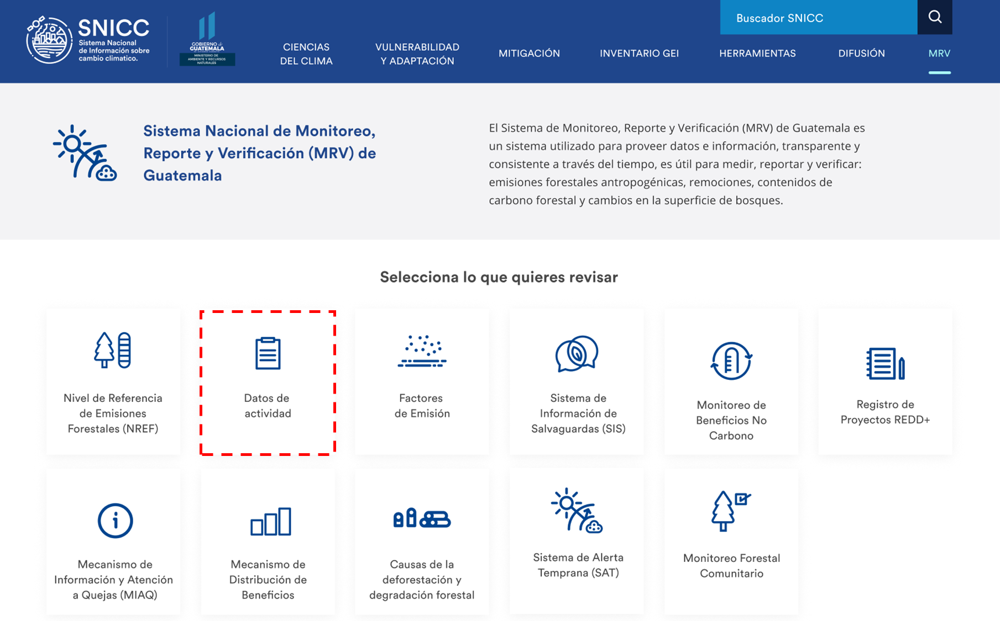 SNICC
Sistema Nacional
de Información sobre
cambio climatico.
GOBIERNO de
GUATEMALA
MINISTERIO DE
AMBIENTE Y RECURSOS
NATURALES
Buscador SNICC
CIENCIAS
DEL CLIMA
VULNERABILIDAD
Y ADAPTACIÓN
MITIGACIÓN
INVENTARIO GEI
HERRAMIENTAS
DIFUSIÓN
MRV
Sistema Nacional de Monitoreo,
Reporte y Verificación (MRV) de
Guatemala
El Sistema de Monitoreo, Reporte y Verificación (MRV) de Guatemala es
un sistema utilizado para proveer datos e información, transparente y
consistente a través del tiempo, es útil para medir, reportar y verificar:
emisiones forestales antropogénicas, remociones, contenidos de
carbono forestal y cambios en la superficie de bosques.
Selecciona lo que quieres revisar
Nivel de Referencia
de Emisiones
Forestales (NREF)
Datos de
actividad
Factores
de Emisión
Sistema de
Información de
Salvaguardas (SIS)
Monitoreo de
Beneficios No
Carbono
Registro de
Proyectos REDD+
Mecanismo de
Información y Atención
a Quejas (MIAQ)
Mecanismo de
Distribución de
Beneficios
Causas de la
deforestación y
degradación forestal
Sistema de Alerta
Temprana (SAT)
Monitoreo Forestal
Comunitario